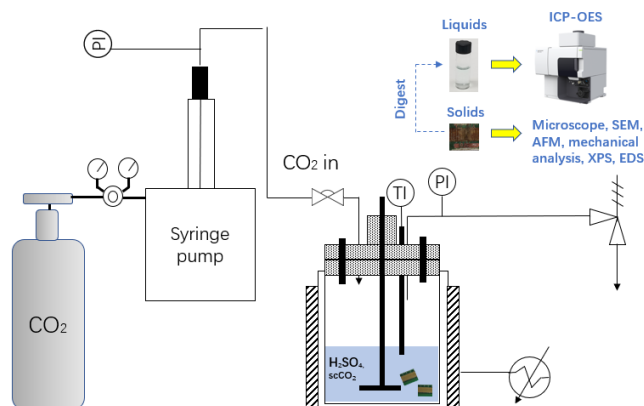 ICP-OES
Liquids
PI
Digest
Solids
Microscope, SEM,
AFM, mechanical
analysis, XPS, EDS
CO₂ in
TI
PI
Syringe
pump
CO₂
H₂SO₄,
scCO₂